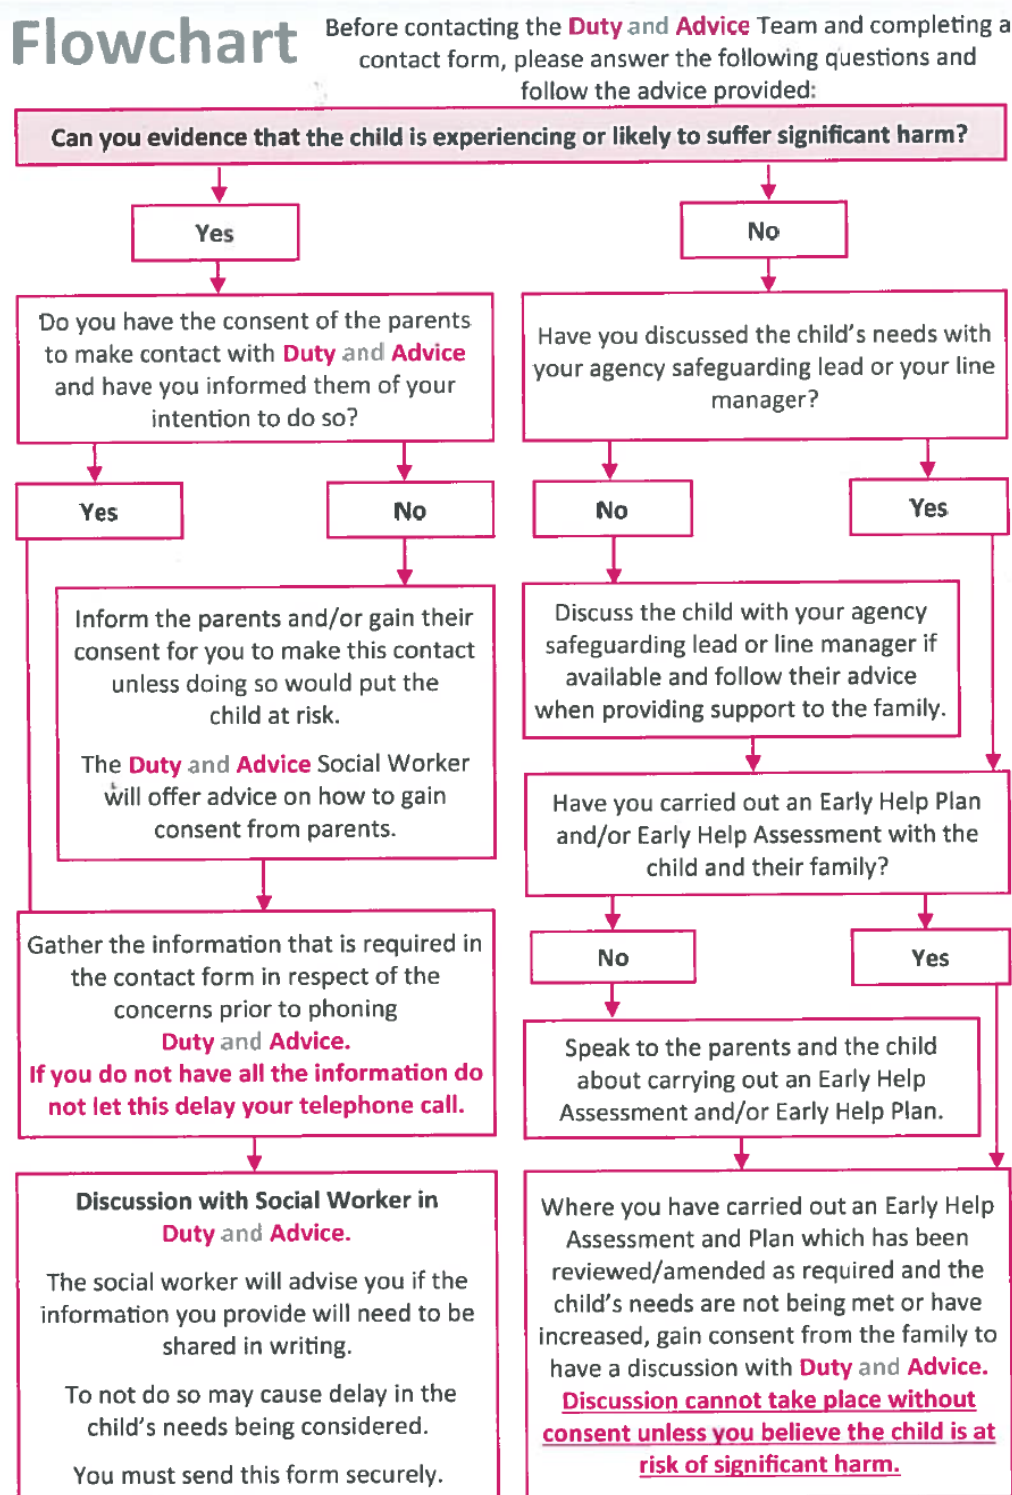 Flowchart
Before contacting the Duty and Advice Team and completing a
contact form, please answer the following questions and
follow the advice provided:
Can you evidence that the child is experiencing or likely to suffer significant harm?
Yes
No
Do you have the consent of the parents
to make contact with Duty and Advice
and have you informed them of your
intention to do so?
Have you discussed the child's needs with
your agency safeguarding lead or your line
manager?
Yes
No
No
Yes
Inform the parents and/or gain their
consent for you to make this contact
unless doing so would put the
child at risk.
The Duty and Advice Social Worker
will offer advice on how to gain
consent from parents.
Discuss the child with your agency
safeguarding lead or line manager if
available and follow their advice
when providing support to the family.
Have you carried out an Early Help Plan
and/or Early Help Assessment with the
child and their family?
Gather the information that is required in
the contact form in respect of the
concerns prior to phoning
Duty and Advice.
If you do not have all the information do
not let this delay your telephone call.
No
Yes
Speak to the parents and the child
about carrying out an Early Help
Assessment and/or Early Help Plan.
Discussion with Social Worker in
Duty and Advice.
The social worker will advise you if the
information you provide will need to be
shared in writing.
To not do so may cause delay in the
child's needs being considered.
You must send this form securely.
Where you have carried out an Early Help
Assessment and Plan which has been
reviewed/amended as required and the
child's needs are not being met or have
increased, gain consent from the family to
have a discussion with Duty and Advice.
Discussion cannot take place without
consent unless you believe the child is at
risk of significant harm.